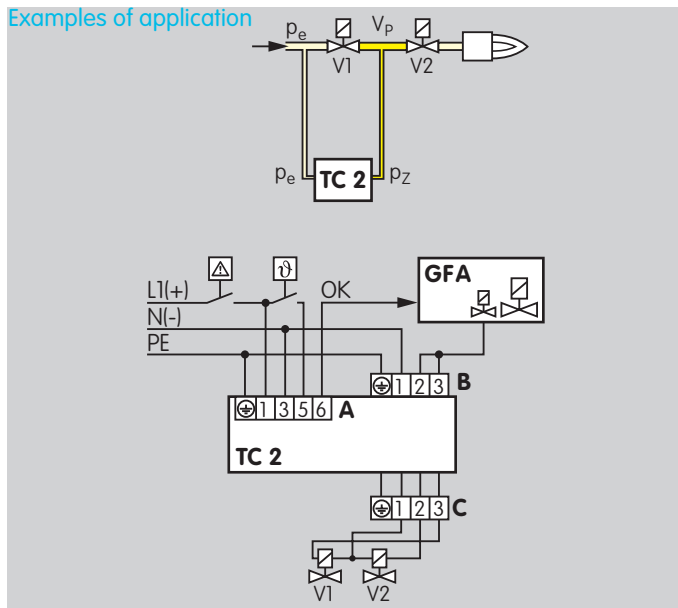 Examples of application
pe VP
V1 V2
pe TC 2 pZ
⚠ ϑ
L1(+) OK GFA
N(-)
PE
⏚ 1 2 3 B
⏚ 1 3 5 6 A
TC 2
⏚ 1 2 3 C
V1 V2